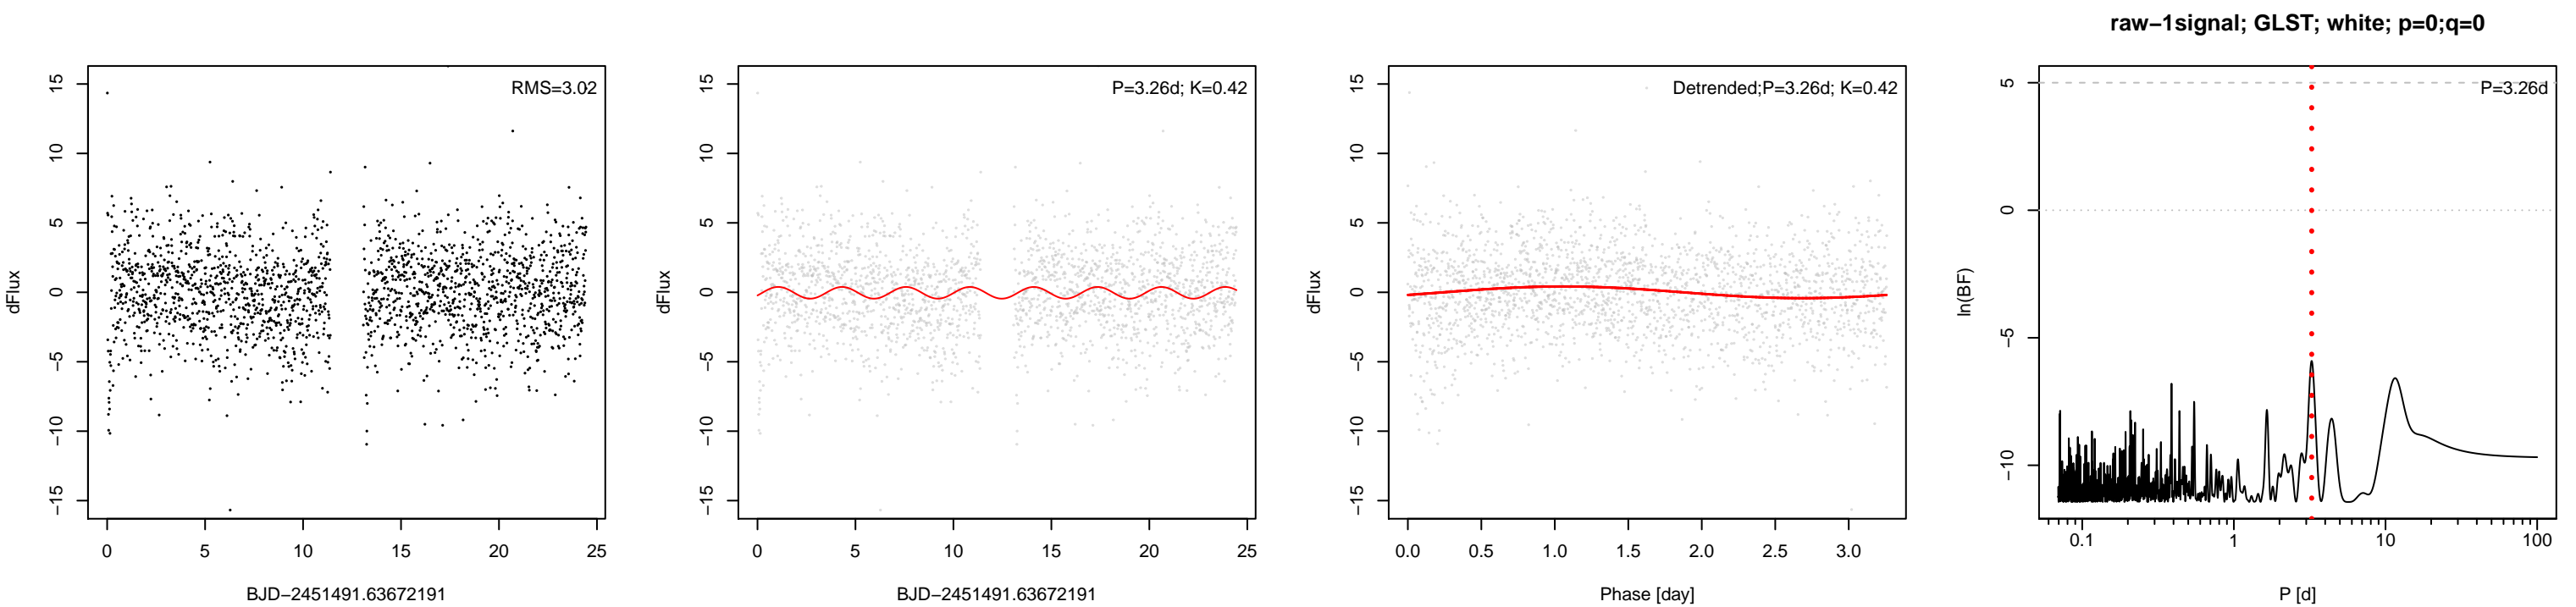 raw−1signal; GLST; white; p=0;q=0
RMS=3.02
15
10
5
0
−5
−10
−15
dFlux
0 5 10 15 20 25
BJD−2451491.63672191
P=3.26d; K=0.42
15
10
5
0
−5
−10
−15
dFlux
0 5 10 15 20 25
BJD−2451491.63672191
Detrended;P=3.26d; K=0.42
15
10
5
0
−5
−10
−15
dFlux
0.0 0.5 1.0 1.5 2.0 2.5 3.0
Phase [day]
P=3.26d
5
0
−5
−10
ln(BF)
0.1 1 10 100
P [d]